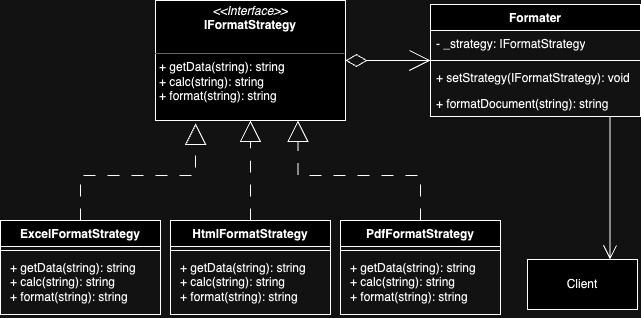 <<Interface>>
IFormatStrategy
+ getData(string): string
+ calc(string): string
+ format(string): string
Formater
- _strategy: IFormatStrategy
+ setStrategy(IFormatStrategy): void
+ formatDocument(string): string
ExcelFormatStrategy
+ getData(string): string
+ calc(string): string
+ format(string): string
HtmlFormatStrategy
+ getData(string): string
+ calc(string): string
+ format(string): string
PdfFormatStrategy
+ getData(string): string
+ calc(string): string
+ format(string): string
Client